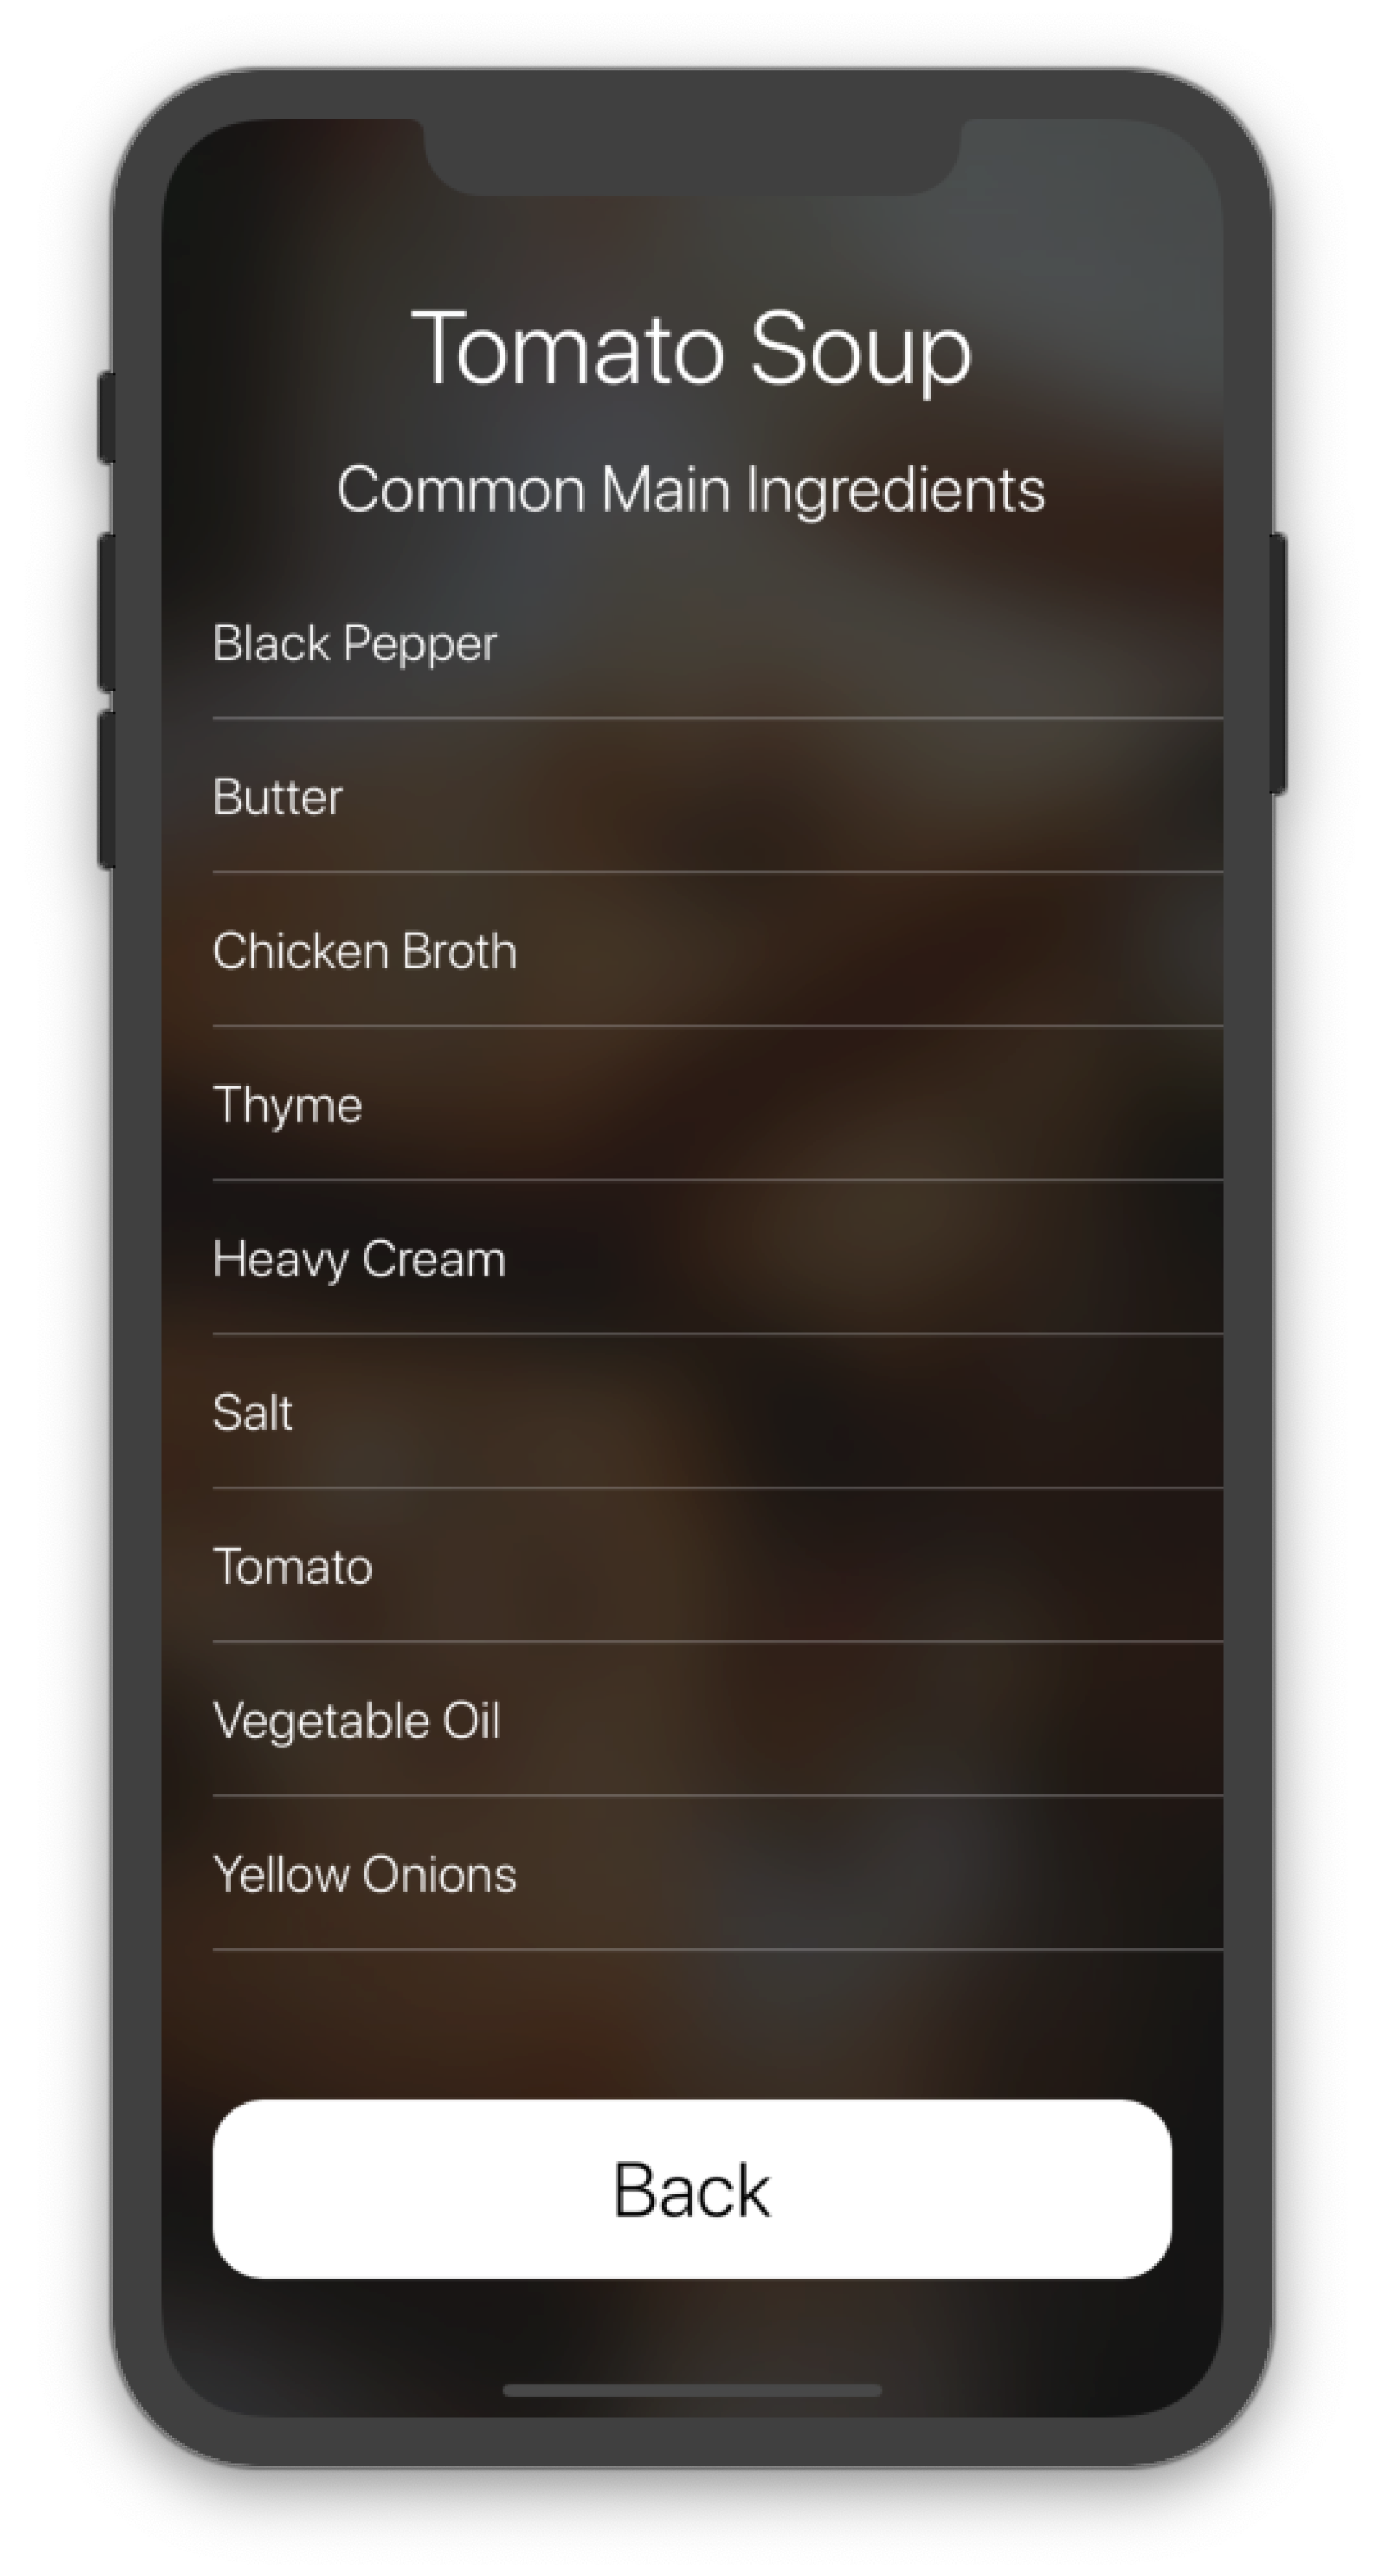 Tomato Soup
Common Main Ingredients
Black Pepper
Butter
Chicken Broth
Thyme
Heavy Cream
Salt
Tomato
Vegetable Oil
Yellow Onions
Back